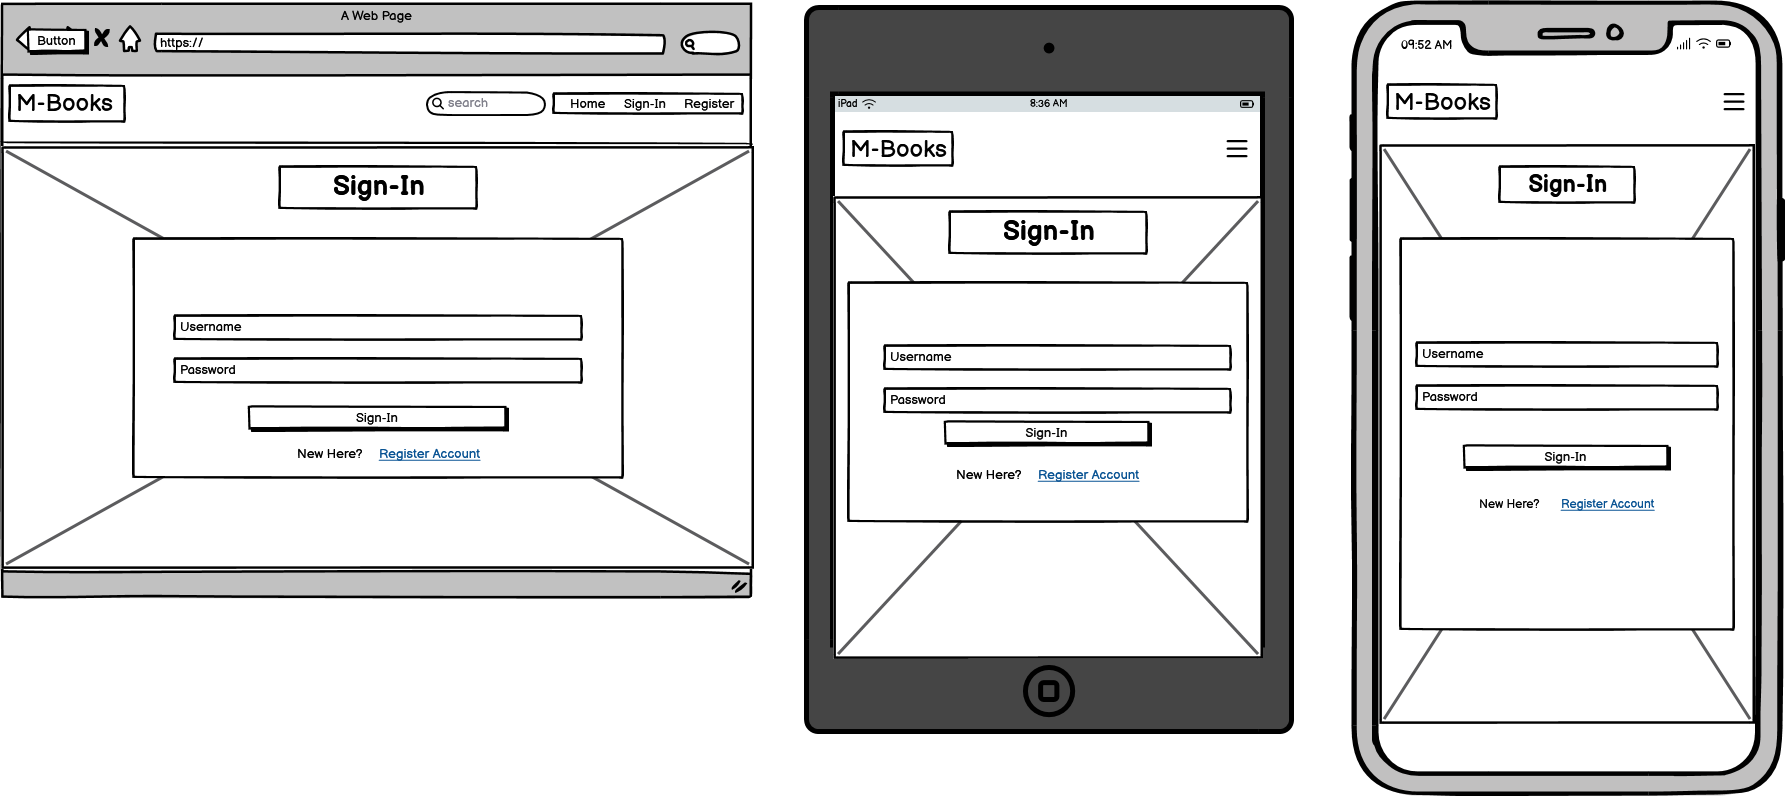 A Web Page
Button
https://
M-Books
search
Home Sign-In Register
Sign-In
Username
Password
Sign-In
New Here? Register Account
iPad 8:36 AM
M-Books
Sign-In
Username
Password
Sign-In
New Here? Register Account
09:52 AM
M-Books
Sign-In
Username
Password
Sign-In
New Here? Register Account